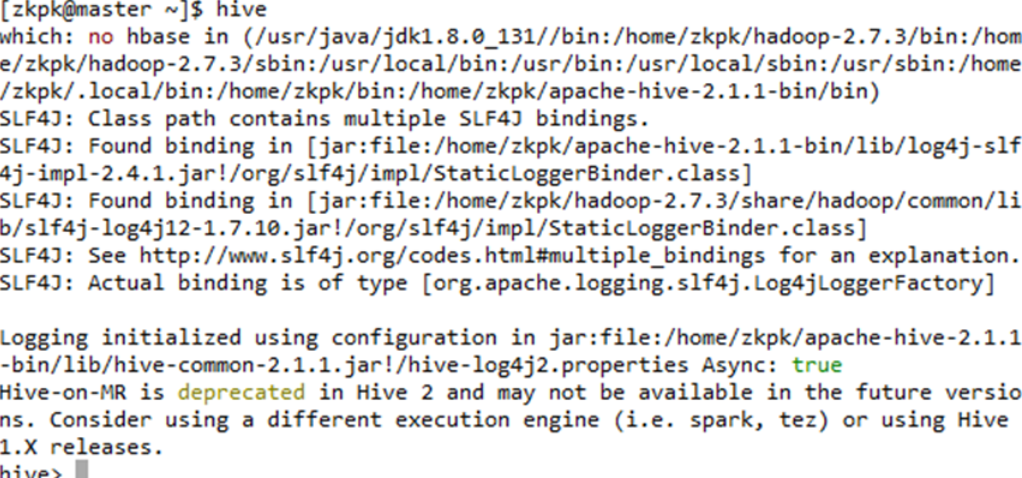 [zkpk@master ~]$ hive
which: no hbase in (/usr/java/jdk1.8.0_131//bin:/home/zkpk/hadoop-2.7.3/bin:/hom
e/zkpk/hadoop-2.7.3/sbin:/usr/local/bin:/usr/bin:/usr/local/sbin:/usr/sbin:/home
/zkpk/.local/bin:/home/zkpk/bin:/home/zkpk/apache-hive-2.1.1-bin/bin)
SLF4J: Class path contains multiple SLF4J bindings.
SLF4J: Found binding in [jar:file:/home/zkpk/apache-hive-2.1.1-bin/lib/log4j-slf
4j-impl-2.4.1.jar!/org/slf4j/impl/StaticLoggerBinder.class]
SLF4J: Found binding in [jar:file:/home/zkpk/hadoop-2.7.3/share/hadoop/common/li
b/slf4j-log4j12-1.7.10.jar!/org/slf4j/impl/StaticLoggerBinder.class]
SLF4J: See http://www.slf4j.org/codes.html#multiple_bindings for an explanation.
SLF4J: Actual binding is of type [org.apache.logging.slf4j.Log4jLoggerFactory]
Logging initialized using configuration in jar:file:/home/zkpk/apache-hive-2.1.1
-bin/lib/hive-common-2.1.1.jar!/hive-log4j2.properties Async: true
Hive-on-MR is deprecated in Hive 2 and may not be available in the future versio
ns. Consider using a different execution engine (i.e. spark, tez) or using Hive
1.X releases.
hive>